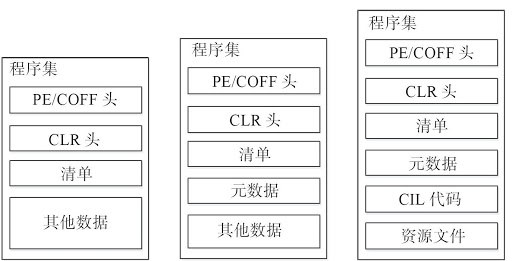 程序集
PE/COFF 头
CLR 头
清单
其他数据
程序集
PE/COFF 头
CLR 头
清单
元数据
其他数据
程序集
PE/COFF 头
CLR 头
清单
元数据
CIL 代码
资源文件